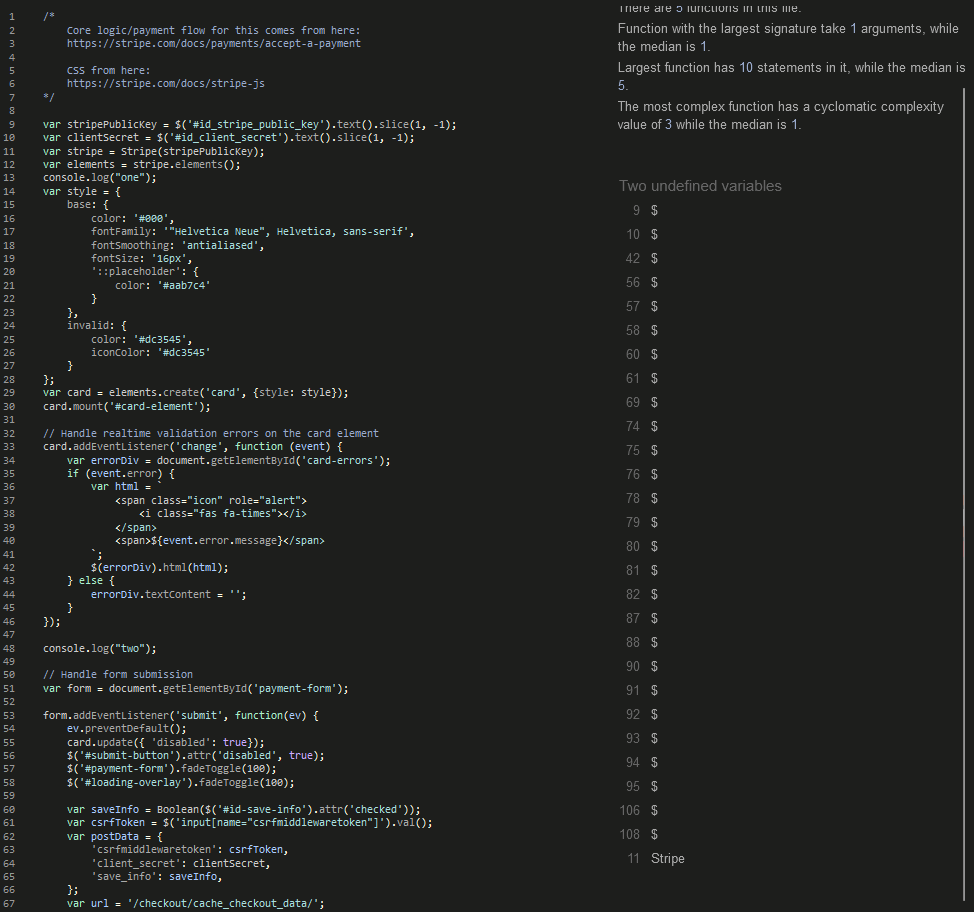 1 /*
2 Core logic/payment flow for this comes from here:
3 https://stripe.com/docs/payments/accept-a-payment
4
5 CSS from here:
6 https://stripe.com/docs/stripe-js
7 */
8
9 var stripePublicKey = $('#id_stripe_public_key').text().slice(1, -1);
10 var clientSecret = $('#id_client_secret').text().slice(1, -1);
11 var stripe = Stripe(stripePublicKey);
12 var elements = stripe.elements();
13 console.log("one");
14 var style = {
15 base: {
16 color: '#000',
17 fontFamily: '"Helvetica Neue", Helvetica, sans-serif',
18 fontSmoothing: 'antialiased',
19 fontSize: '16px',
20 '::placeholder': {
21 color: '#aab7c4'
22 }
23 },
24 invalid: {
25 color: '#dc3545',
26 iconColor: '#dc3545'
27 }
28 };
29 var card = elements.create('card', {style: style});
30 card.mount('#card-element');
31
32 // Handle realtime validation errors on the card element
33 card.addEventListener('change', function (event) {
34 var errorDiv = document.getElementById('card-errors');
35 if (event.error) {
36 var html = `
37 <span class="icon" role="alert">
38 <i class="fas fa-times"></i>
39 </span>
40 <span>${event.error.message}</span>
41 `;
42 $(errorDiv).html(html);
43 } else {
44 errorDiv.textContent = '';
45 }
46 });
47
48 console.log("two");
49
50 // Handle form submission
51 var form = document.getElementById('payment-form');
52
53 form.addEventListener('submit', function(ev) {
54 ev.preventDefault();
55 card.update({ 'disabled': true});
56 $('#submit-button').attr('disabled', true);
57 $('#payment-form').fadeToggle(100);
58 $('#loading-overlay').fadeToggle(100);
59
60 var saveInfo = Boolean($('#id-save-info').attr('checked'));
61 var csrfToken = $('input[name="csrfmiddlewaretoken"]').val();
62 var postData = {
63 'csrfmiddlewaretoken': csrfToken,
64 'client_secret': clientSecret,
65 'save_info': saveInfo,
66 };
67 var url = '/checkout/cache_checkout_data/';
There are 5 functions in this file.
Function with the largest signature take 1 arguments, while
the median is 1.
Largest function has 10 statements in it, while the median is
5.
The most complex function has a cyclomatic complexity
value of 3 while the median is 1.
Two undefined variables
9 $
10 $
42 $
56 $
57 $
58 $
60 $
61 $
69 $
74 $
75 $
76 $
78 $
79 $
80 $
81 $
82 $
87 $
88 $
90 $
91 $
92 $
93 $
94 $
95 $
106 $
108 $
11 Stripe